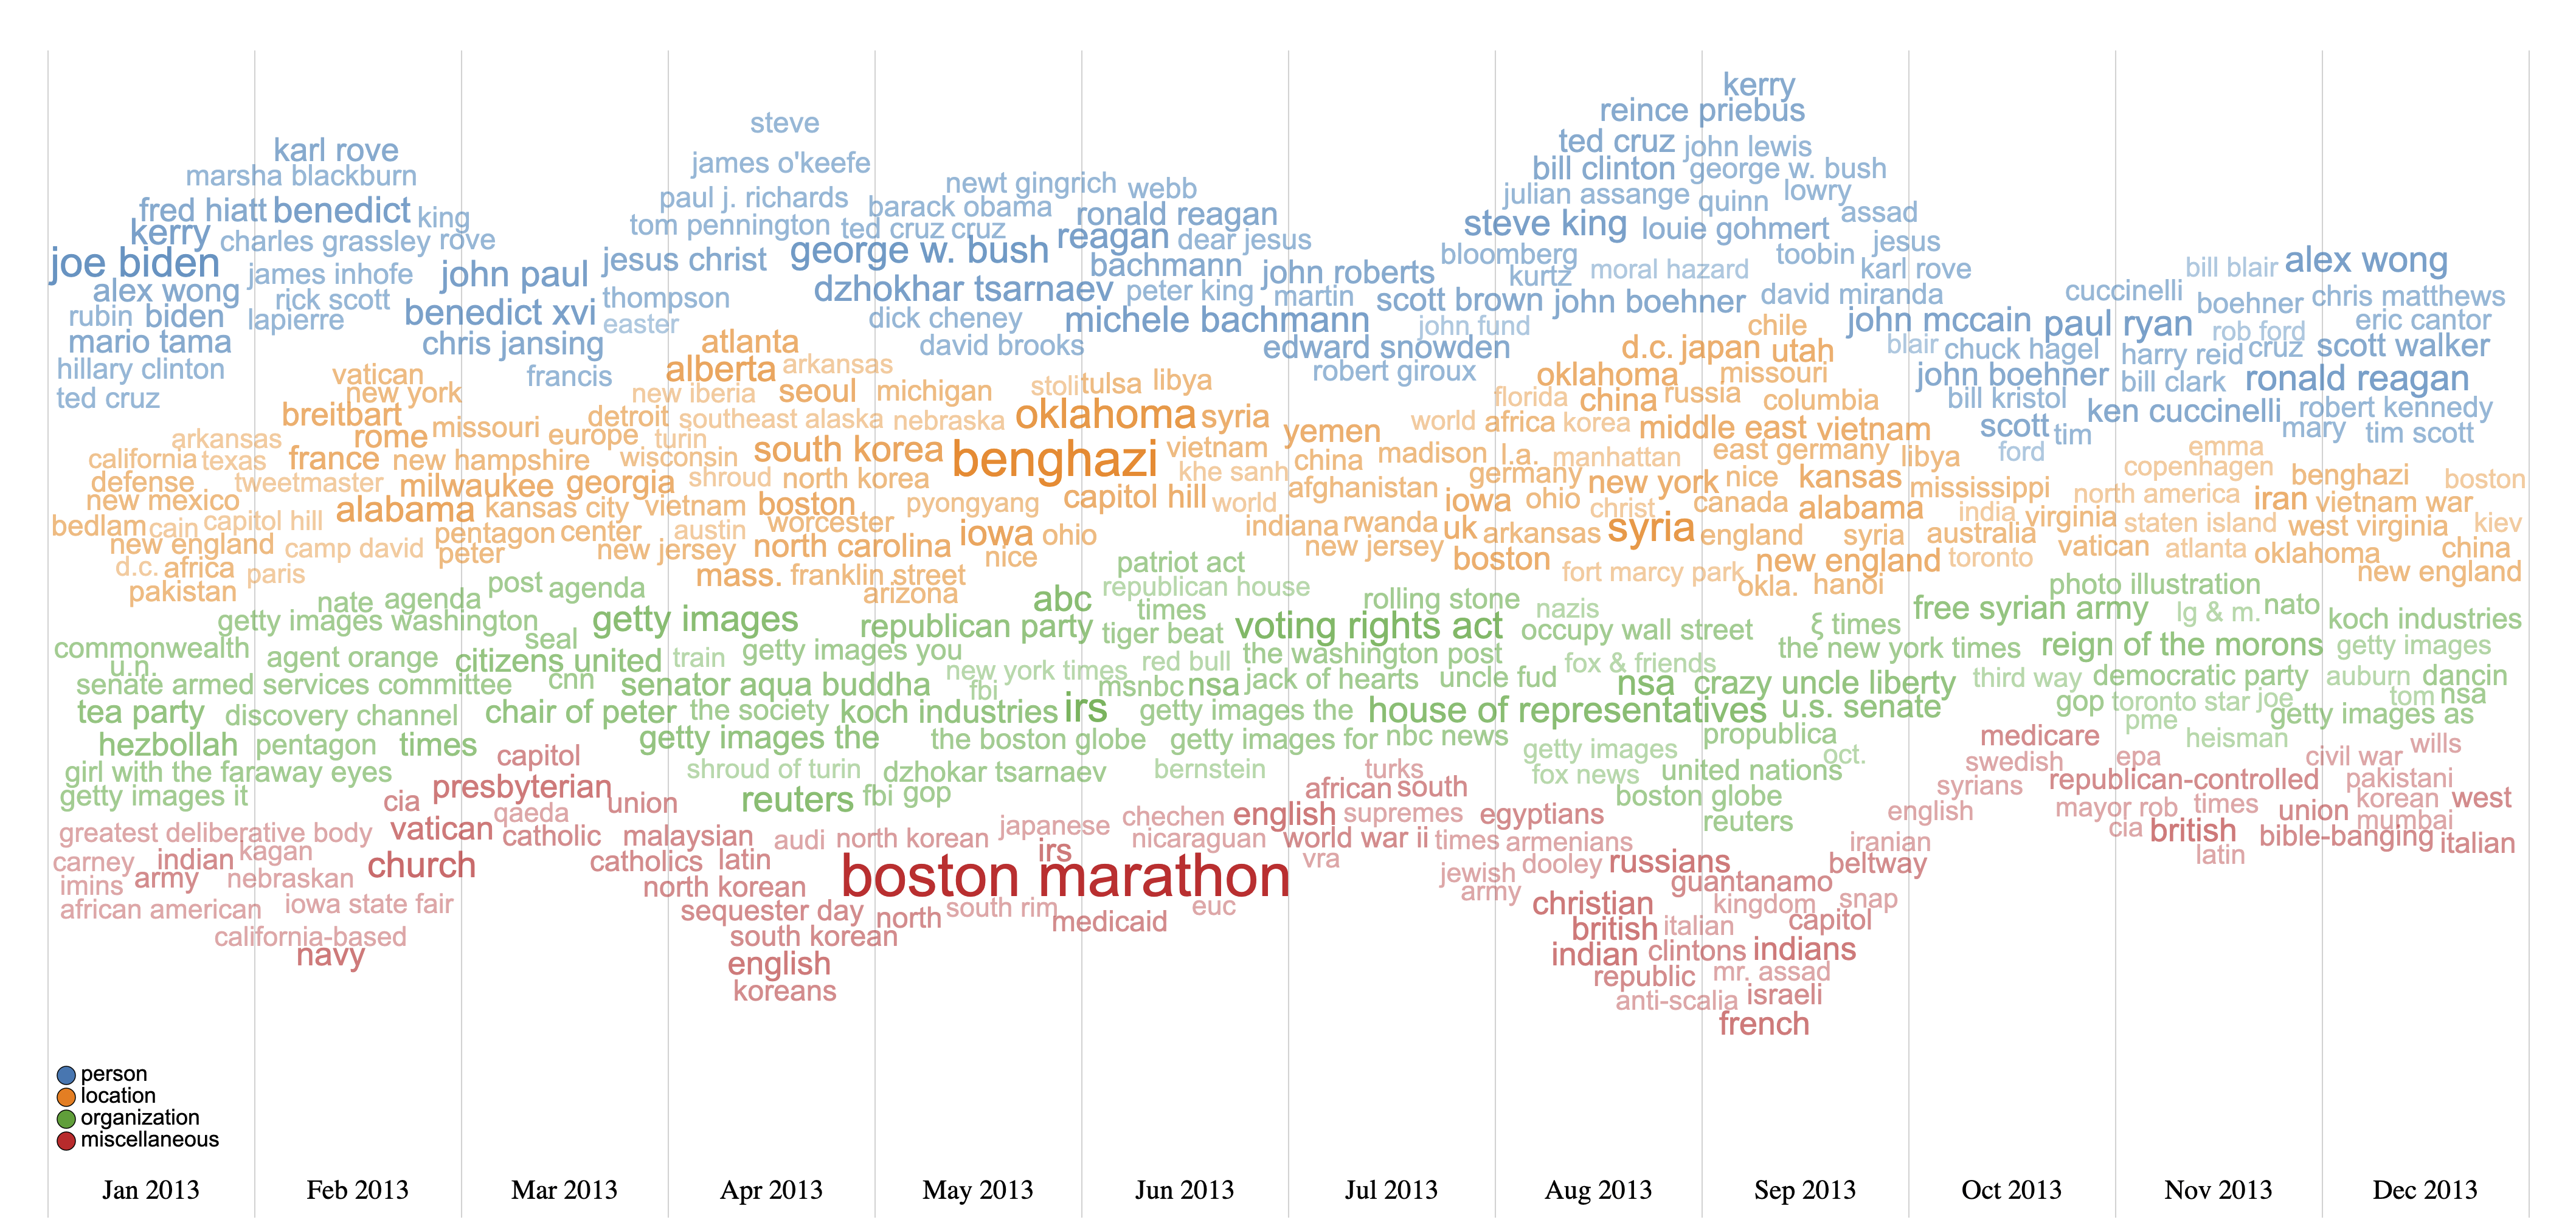 kerry
reince priebus
steve
ted cruz john lewis
karl rove
james o'keefe
bill clinton george w. bush
marsha blackburn
newt gingrich webb
paul j. richards
julian assange quinn lowry
fred hiatt benedict king
barack obama
ronald reagan
assad
tom pennington ted cruz cruz
steve king louie gohmert
kerry charles grassley rove
george w. bush reagan dear jesus
jesus
joe biden
jesus christ
bachmann
bloomberg
toobin
alex wong
james inhofe
john paul
john roberts
kurtz moral hazard
karl rove
bill blair
alex wong
rick scott
thompson
dzhokhar tsarnaev peter king martin scott brown john boehner david miranda
cuccinelli
boehner chris matthews
rubin biden lapierre
benedict xvi easter
dick cheney
michele bachmann
john fund
chile
john mccain paul ryan rob ford
eric cantor
mario tama
chris jansing
atlanta
david brooks
edward snowden
d.c. japan utah
blair chuck hagel harry reid cruz scott walker
hillary clinton
vatican
francis
alberta arkansas
robert giroux
oklahoma missouri
john boehner bill clark ronald reagan
ted cruz
new york
new iberia seoul michigan stoli tulsa libya
florida china russia columbia
bill kristol
breitbart
detroit southeast alaska nebraska oklahoma syria
world africa korea
ken cuccinelli robert kennedy
arkansas rome missouri europe turin
yemen
middle east vietnam
scott tim
mary tim scott
california texas france new hampshire wisconsin south korea benghazi vietnam china madison l.a. manhattan east germany libya
ford
emma
defense tweetmaster milwaukee georgia shroud north korea
khe sanh
germany new york nice kansas
copenhagen benghazi boston
new mexico
afghanistan
mississippi north america iran vietnam war
alabama kansas city vietnam boston pyongyang capitol hill world
iowa ohio christ canada alabama
india virginia
bedlam cain capitol hill
pentagon center austin worcester iowa ohio
indiana rwanda uk arkansas syria england syria australia
staten island west virginia kiev
new england camp david peter new jersey north carolina nice
new jersey boston
new england toronto vatican atlanta oklahoma china
d.c. africa paris
mass. franklin street
patriot act
fort marcy park okla. hanoi
new england
pakistan
post agenda
arizona
republican house
photo illustration
nate agenda
abc times
rolling stone nazis
free syrian army lg & m. nato
getty images washington
getty images
republican party tiger beat voting rights act occupy wall street ξ times
koch industries
commonwealth
seal
getty images you
the washington post
the new york times reign of the morons getty images
u.n.
agent orange citizens united train
new york times red bull
fox & friends
senate armed services committee cnn senator aqua buddha fbi
msnbc nsa jack of hearts uncle fud nsa crazy uncle liberty third way democratic party auburn dancin
tea party discovery channel chair of peter the society koch industries irs getty images the house of representatives u.s. senate
gop toronto star joe tom nsa
pme getty images as
hezbollah pentagon times capitol getty images the the boston globe getty images for nbc news getty images propublica oct.
medicare
heisman
girl with the faraway eyes
shroud of turin dzhokar tsarnaev bernstein turks fox news united nations
swedish epa civil war wills
getty images it cia presbyterian union
reuters fbi gop
african south
boston globe
syrians republican-controlled pakistani
qaeda
chechen english supremes egyptians
reuters
english mayor rob times union korean west
greatest deliberative body vatican catholic malaysian audi north korean japanese nicaraguan world war ii times armenians
iranian
cia british bible-banging mumbai italian
carney indian kagan church catholics latin
irs
vra
dooley russians beltway
latin
imins army nebraskan
north korean
boston marathon
jewish army
guantanamo
african american iowa state fair
sequester day north south rim medicaid euc
christian kingdom snap
california-based
south korean
british italian capitol
navy
english
indian clintons indians
koreans
republic mr. assad
anti-scalia israeli
french
person
location
organization
miscellaneous
Jan 2013 Feb 2013 Mar 2013 Apr 2013 May 2013 Jun 2013 Jul 2013 Aug 2013 Sep 2013 Oct 2013 Nov 2013 Dec 2013